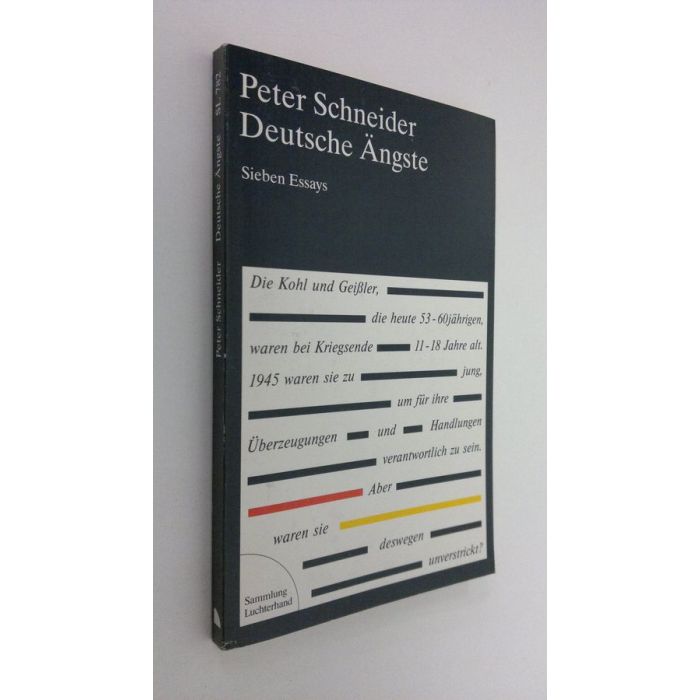 Peter Schneider
Deutsche Ängste
Sieben Essays
Die Kohl und Geißler,
die heute 53-60jährigen,
waren bei Kriegsende 11-18 Jahre alt.
1945 waren sie zu jung,
um für ihre
Überzeugungen und Handlungen
verantwortlich zu sein.
Aber
waren sie
deswegen
unverstrickt?
Sammlung
Luchterhand
Peter Schneider Deutsche Ängste SL 782